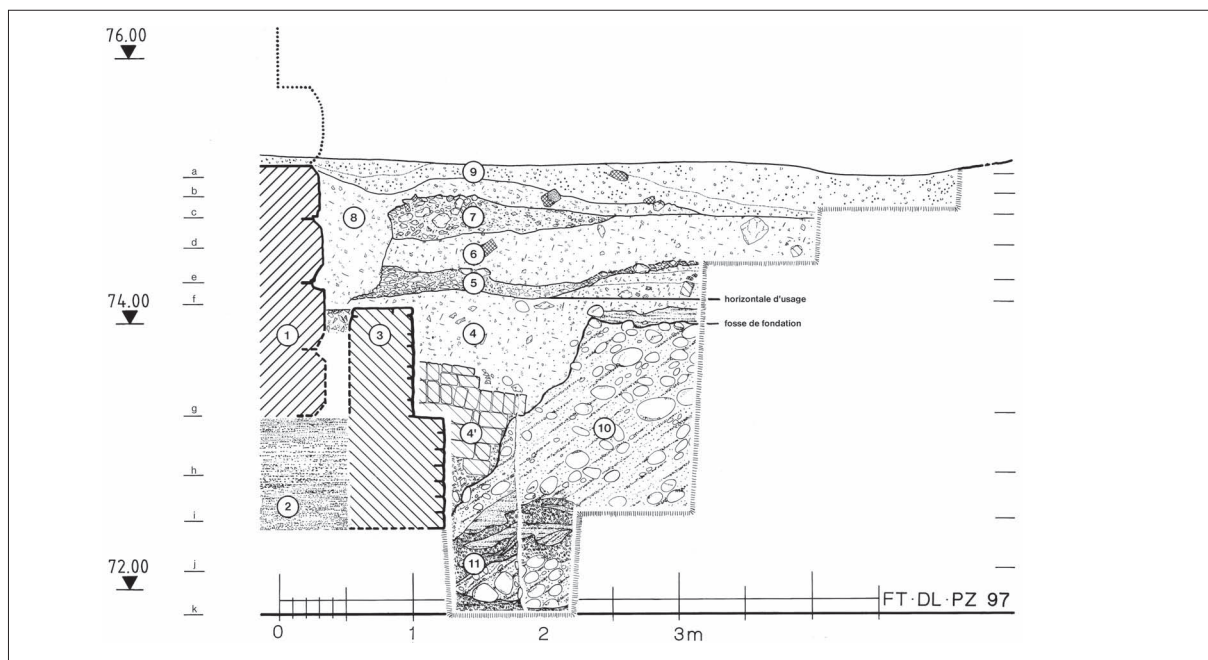 76.00
a
9
b
8
7
c
6
d
e
5
f
horizontale d'usage
74.00
fosse de fondation
1
3
4
g
4'
10
h
2
i
11
j
72.00
k
FT·DL·PZ 97
0
1
2
3m